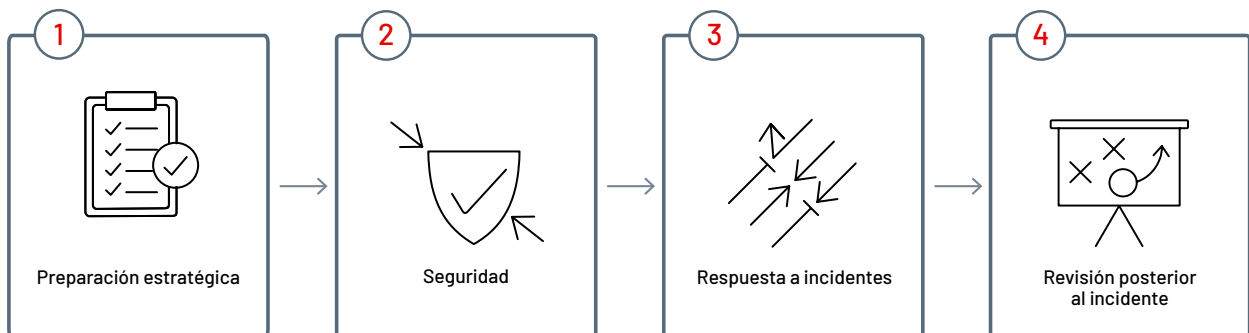 1
2
3
4
Preparación estratégica
Seguridad
Respuesta a incidentes
Revisión posterior
al incidente